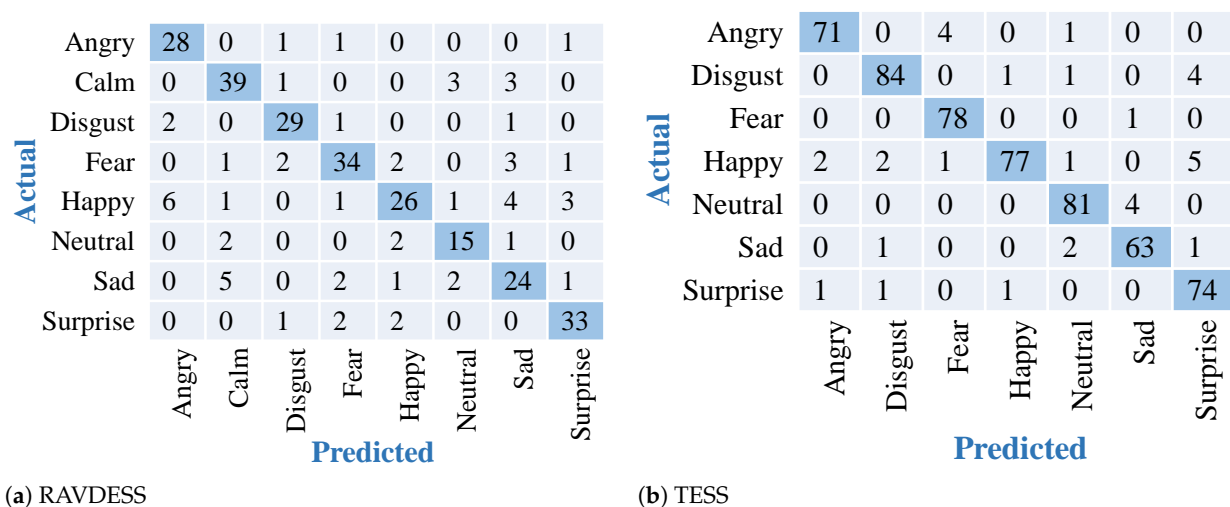 Angry 28 0 1 1 0 0 0 1
Calm 0 39 1 0 0 3 3 0
Disgust 2 0 29 1 0 0 1 0
Fear 0 1 2 34 2 0 3 1
Happy 6 1 0 1 26 1 4 3
Neutral 0 2 0 0 2 15 1 0
Sad 0 5 0 2 1 2 24 1
Surprise 0 0 1 2 2 0 0 33
Actual
Angry Calm Disgust Fear Happy Neutral Sad Surprise
Predicted
(a) RAVDESS
Angry 71 0 4 0 1 0 0
Disgust 0 84 0 1 1 0 4
Fear 0 0 78 0 0 1 0
Happy 2 2 1 77 1 0 5
Neutral 0 0 0 0 81 4 0
Sad 0 1 0 0 2 63 1
Surprise 1 1 0 1 0 0 74
Actual
Angry Disgust Fear Happy Neutral Sad Surprise
Predicted
(b) TESS